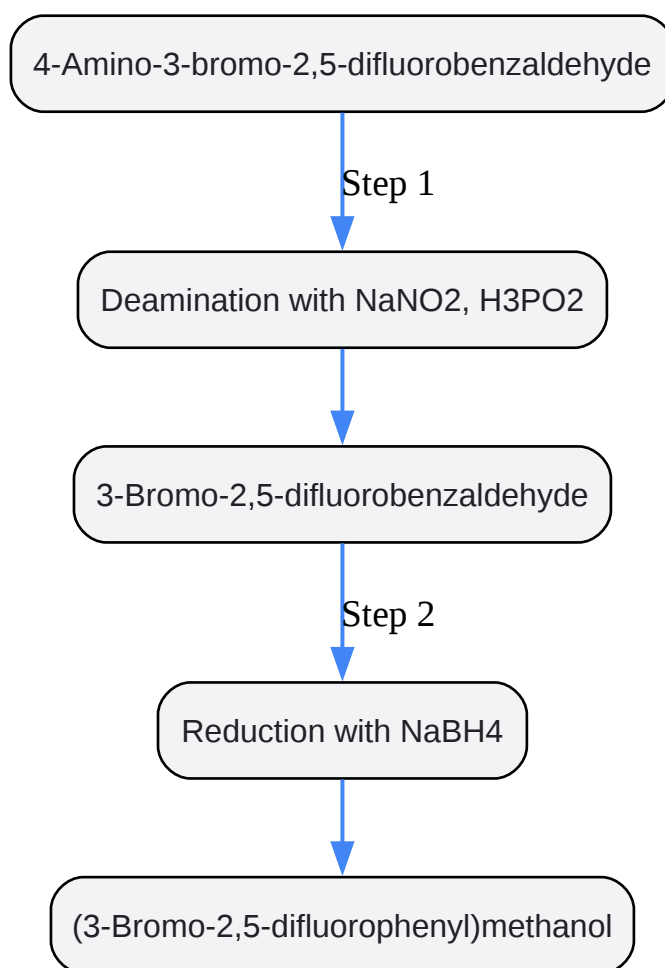 4-Amino-3-bromo-2,5-difluorobenzaldehyde
Step 1
Deamination with NaNO2, H3PO2
3-Bromo-2,5-difluorobenzaldehyde
Step 2
Reduction with NaBH4
(3-Bromo-2,5-difluorophenyl)methanol